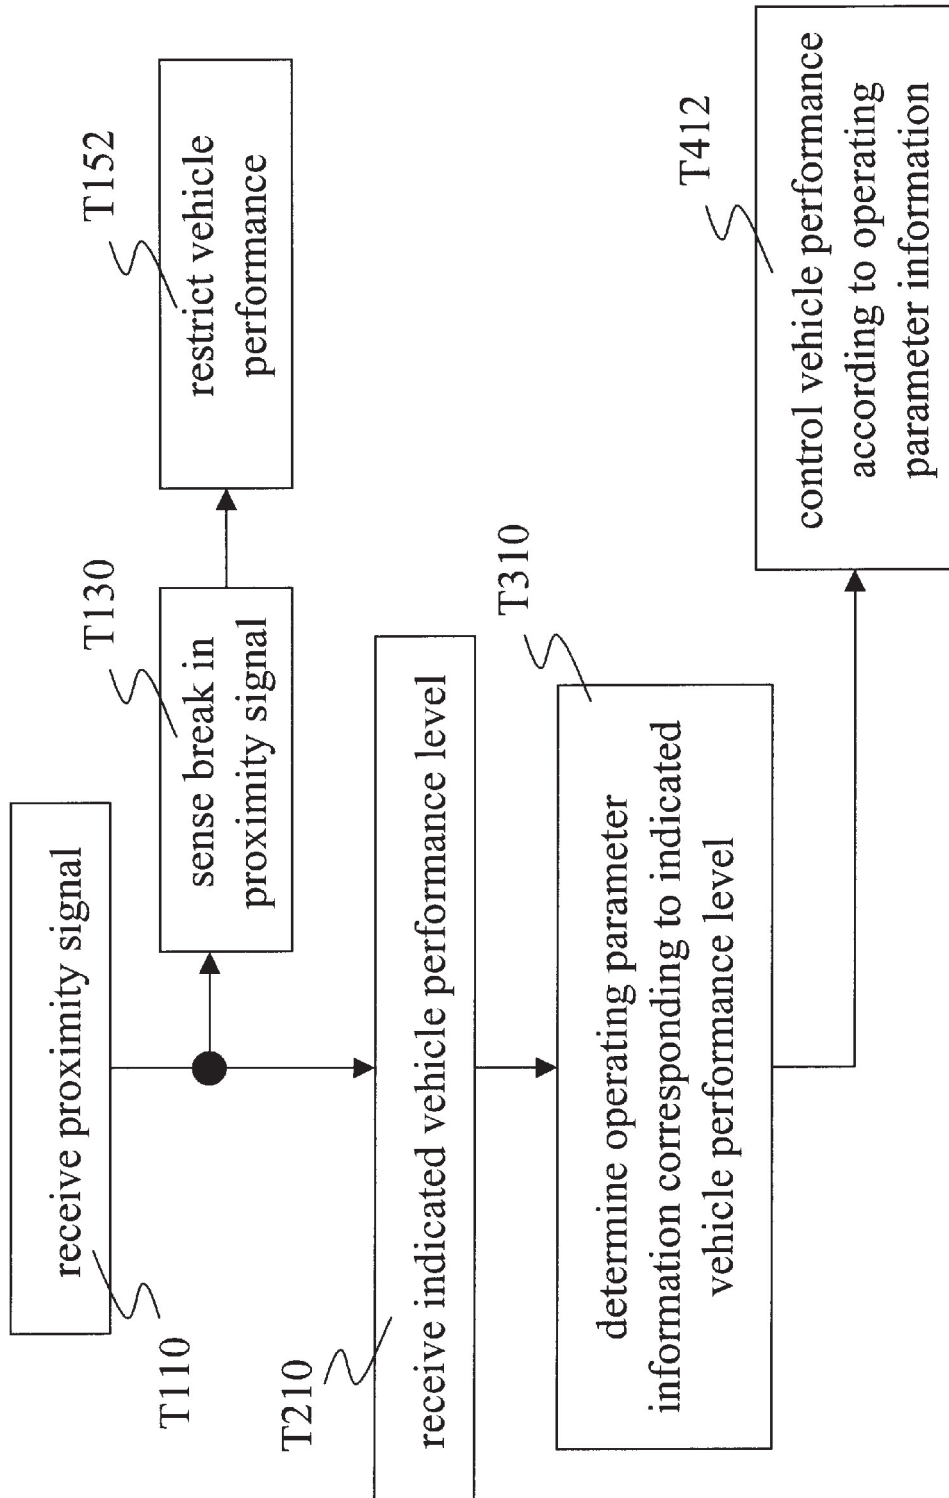 T110
receive proximity signal
T130
sense break in
proximity signal
T152
restrict vehicle
performance
T210
receive indicated vehicle performance level
T310
determine operating parameter
information corresponding to indicated
vehicle performance level
T412
control vehicle performance
according to operating
parameter information